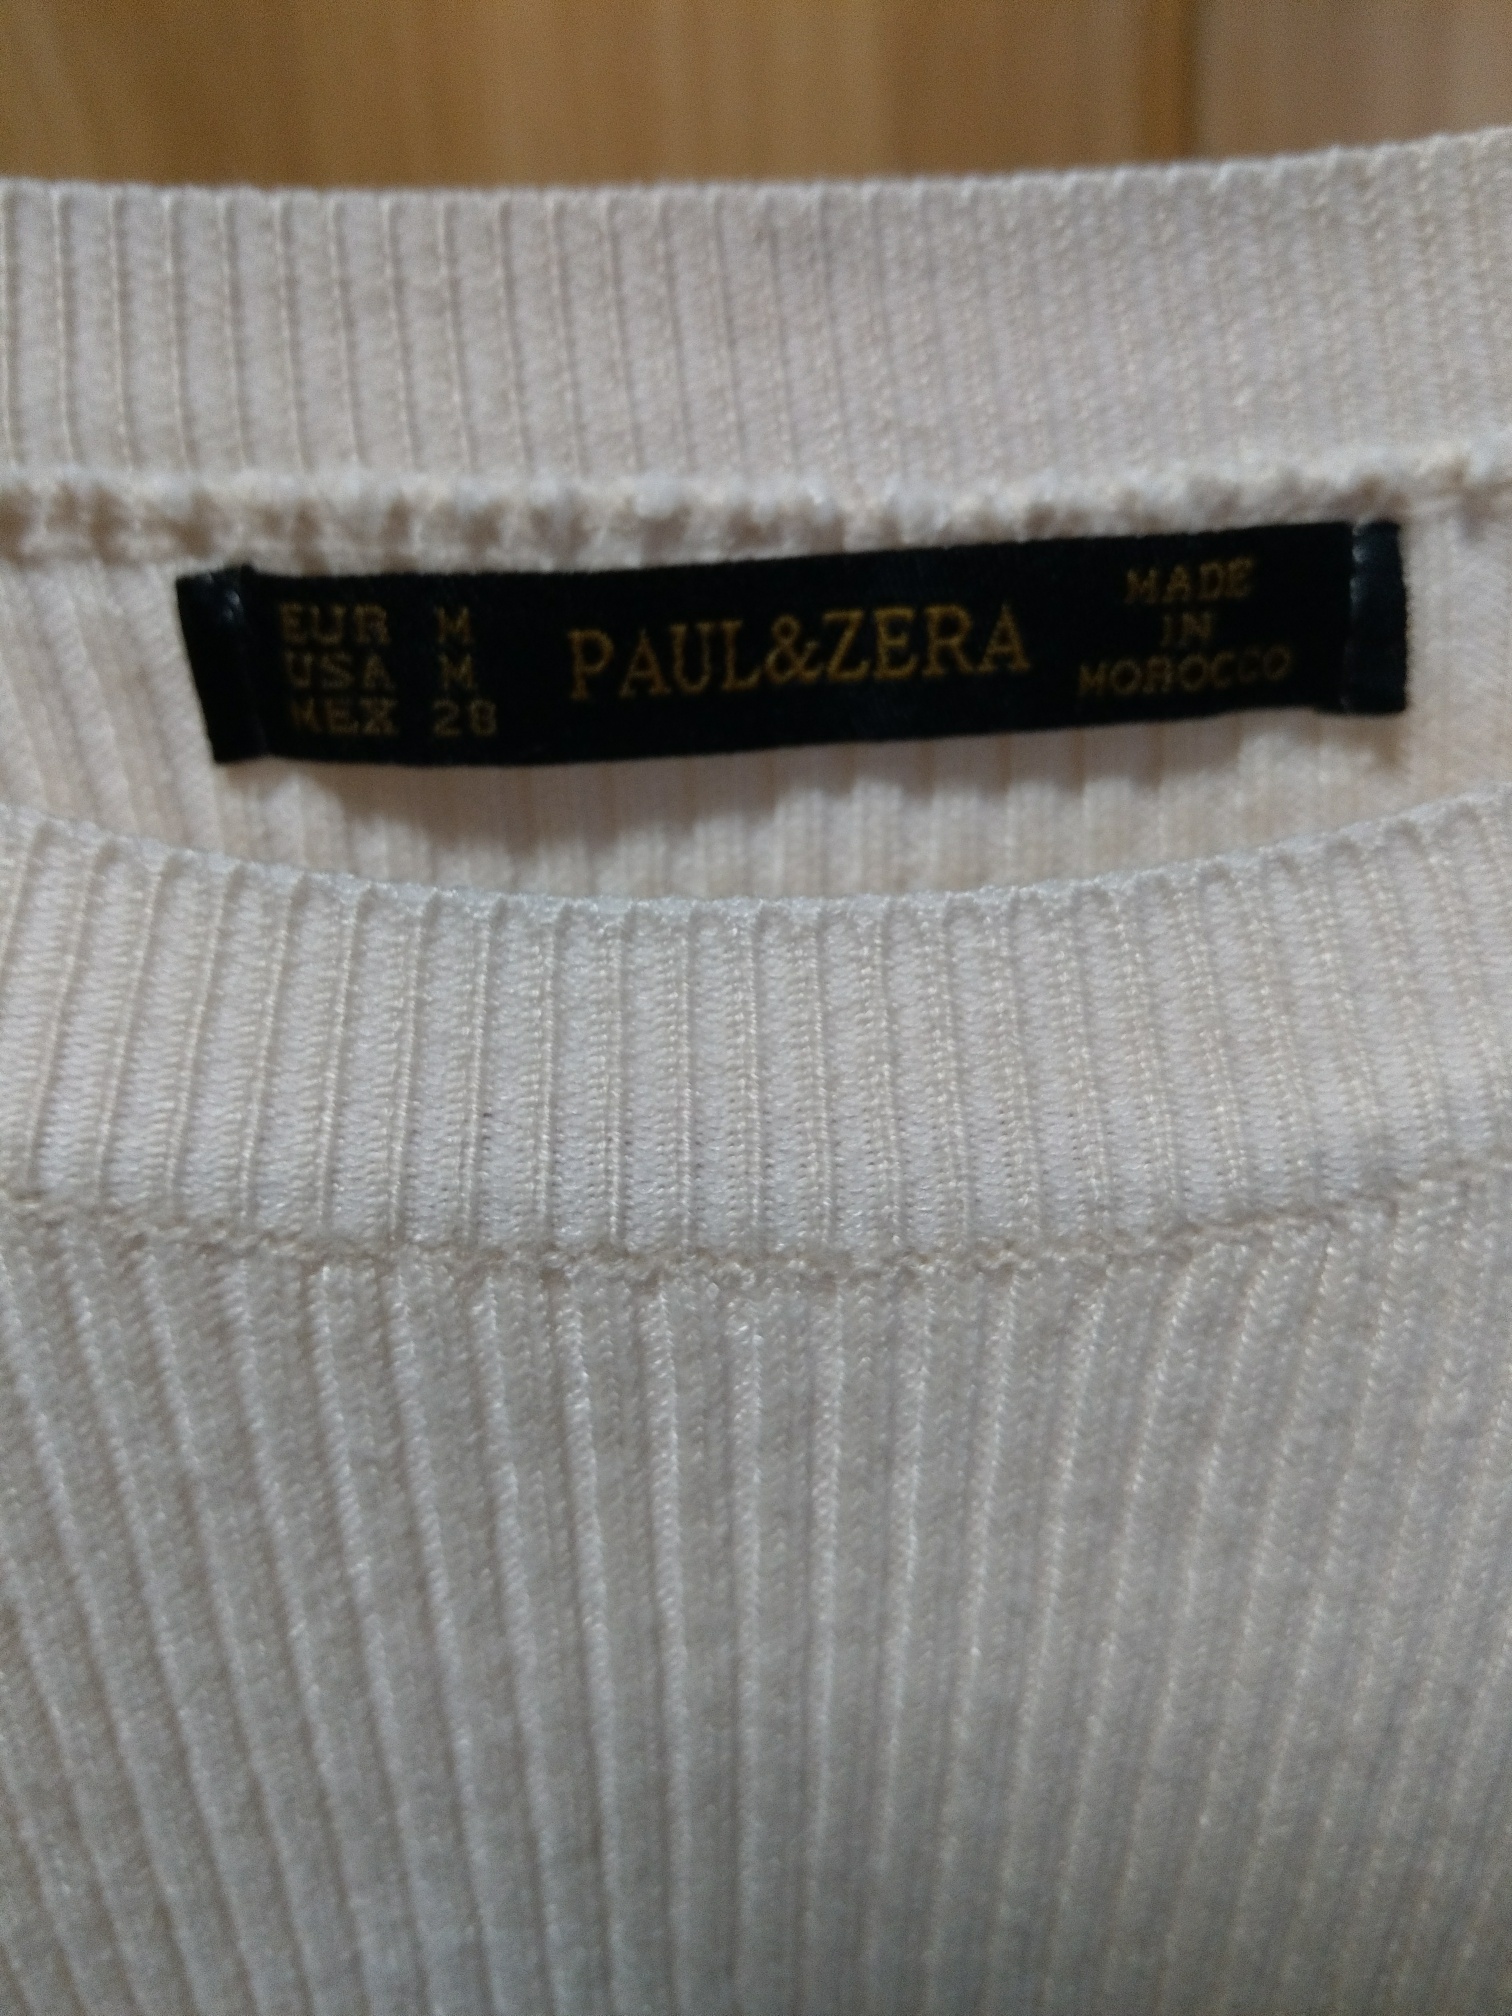 EUR M
USA M
MEX 28
PAUL&ZERA
MADE
IN
MOROCCO